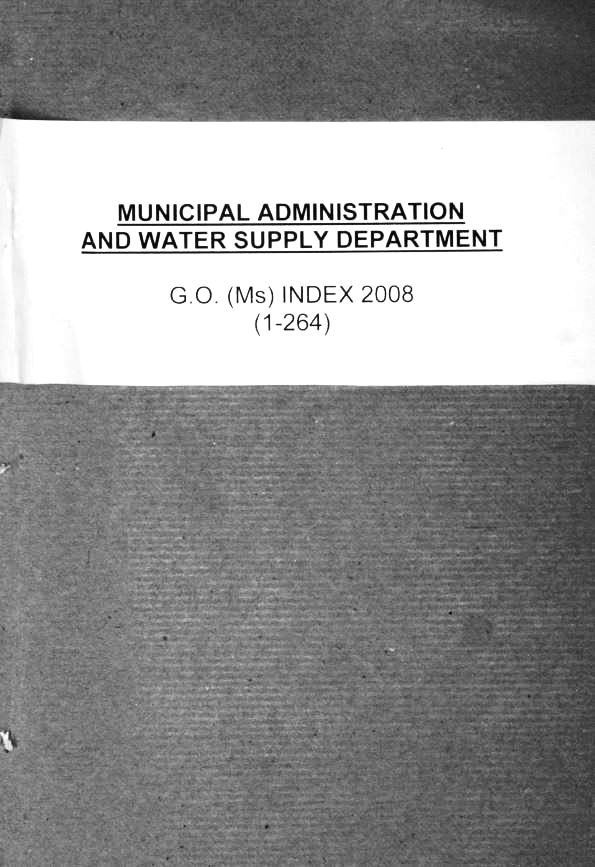 MUNICIPAL ADMINISTRATION
AND WATER SUPPLY DEPARTMENT
G.O. (Ms) INDEX 2008
(1-264)